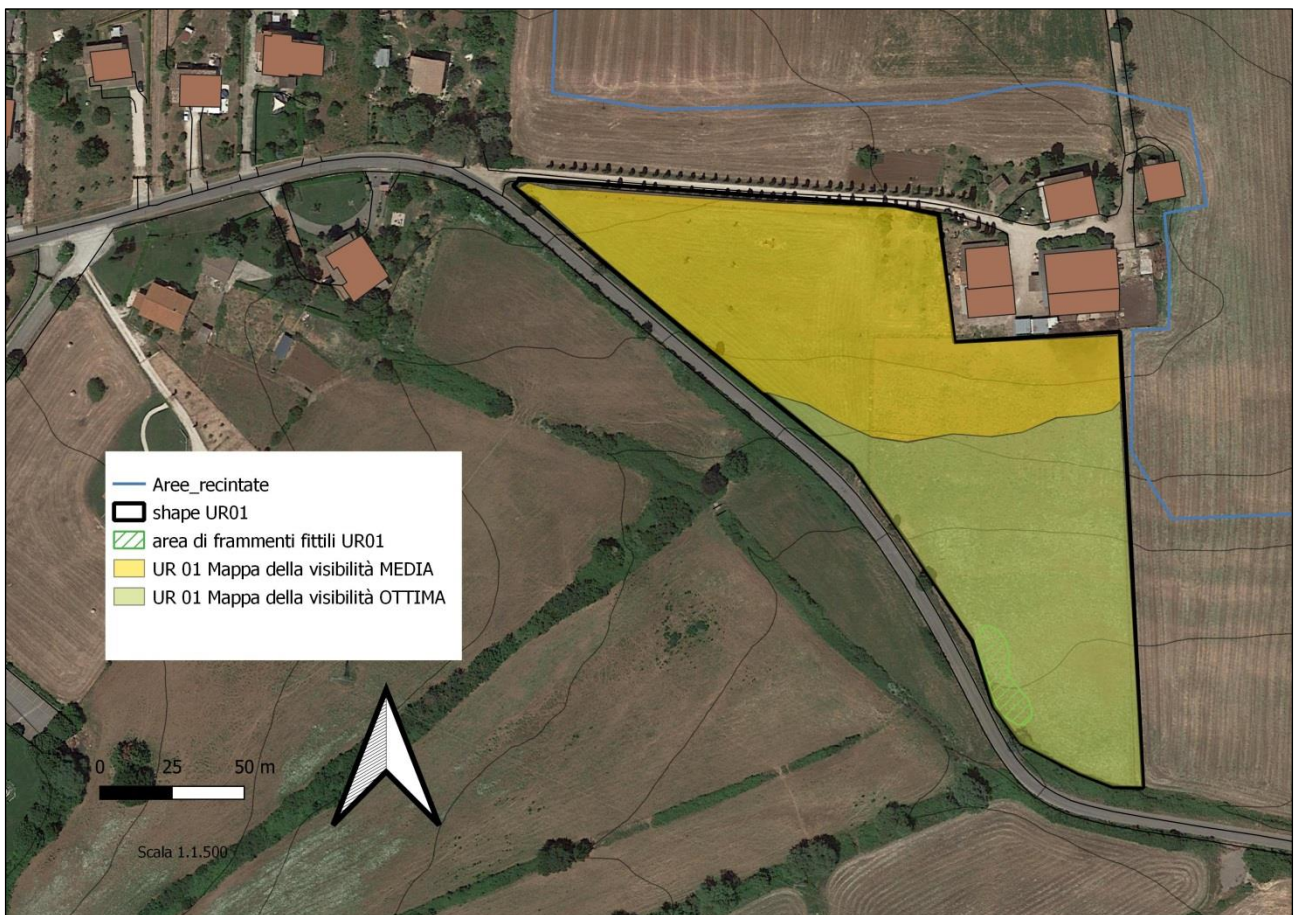 Aree_recintate
shape UR01
area di frammenti fittili UR01
UR 01 Mappa della visibilità MEDIA
UR 01 Mappa della visibilità OTTIMA
0 25 50 m
Scala 1.1.500